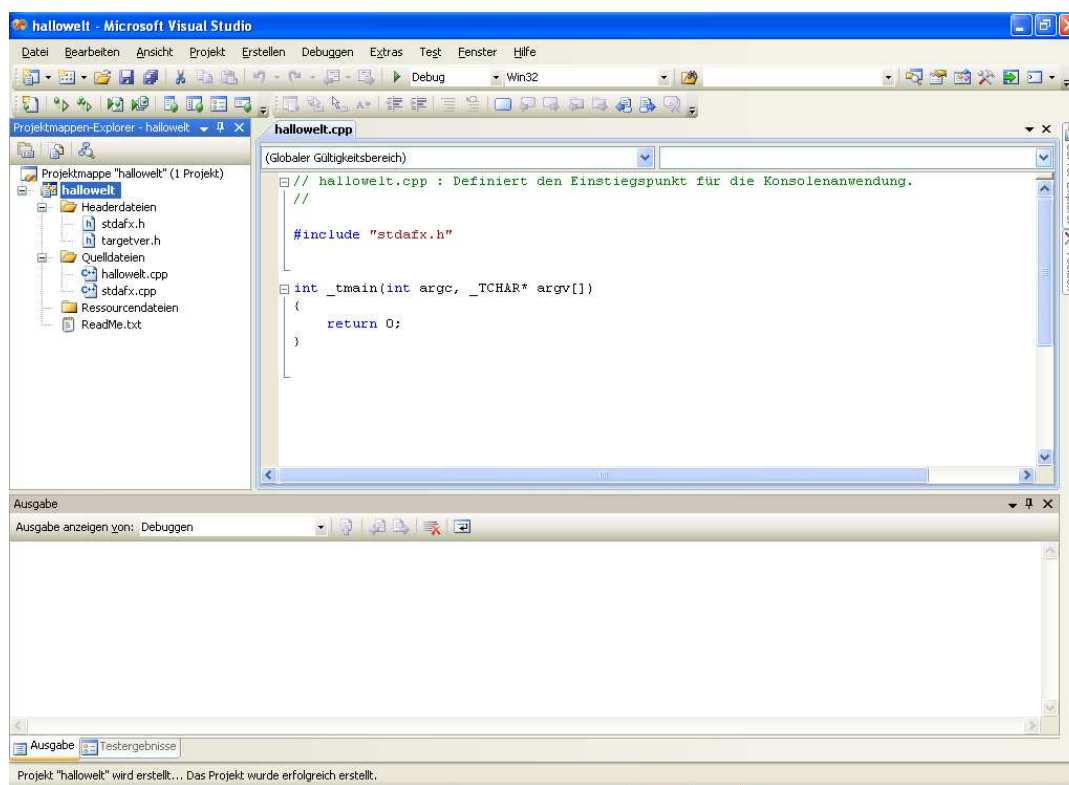 hallowelt - Microsoft Visual Studio
Datei Bearbeiten Ansicht Projekt Erstellen Debuggen Extras Test Fenster Hilfe
Debug Win32
Projektmappen-Explorer - hallowelt
hallowelt.cpp
(Globaler Gültigkeitsbereich)
Projektmappe "hallowelt" (1 Projekt)
hallowelt
Headerdateien
stdafx.h
targetver.h
Quelldateien
hallowelt.cpp
stdafx.cpp
Ressourcendateien
ReadMe.txt
// hallowelt.cpp : Definiert den Einstiegspunkt für die Konsolenanwendung.
//
#include "stdafx.h"
int _tmain(int argc, _TCHAR* argv[])
{
return 0;
}
Ausgabe
Ausgabe anzeigen von: Debuggen
Ausgabe Testergebnisse
Projekt "hallowelt" wird erstellt... Das Projekt wurde erfolgreich erstellt.